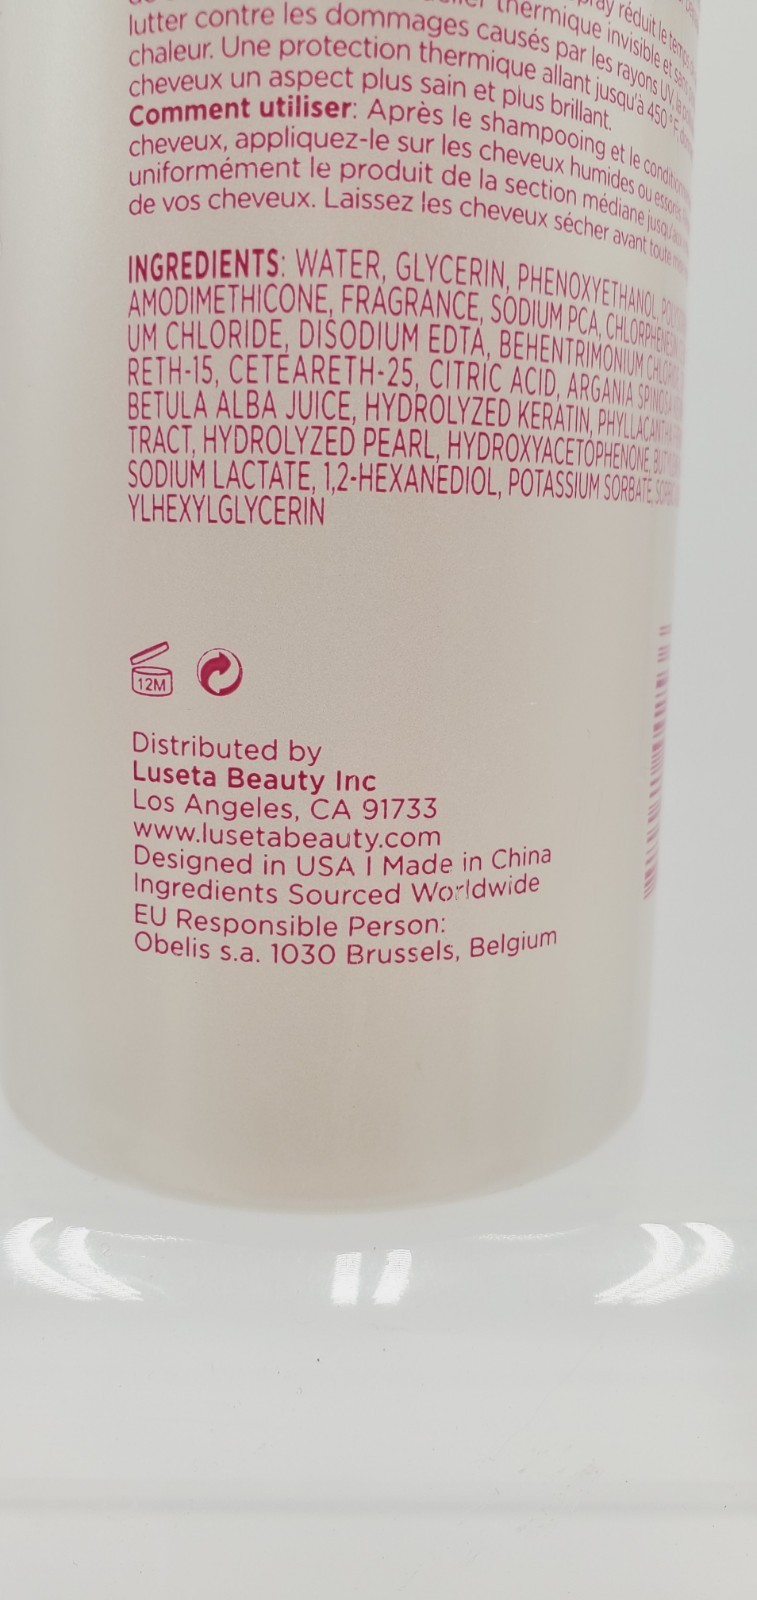 thermique invisible et
lutter contre les dommages causés par les rayons UV, la
chaleur. Une protection thermique allant jusqu'à 450°F
cheveux un aspect plus sain et plus brillant.
Comment utiliser: Après le shampooing et le
cheveux, appliquez-le sur les cheveux humides ou
uniformément le produit de la section médiane
de vos cheveux. Laissez les cheveux sécher avant
INGREDIENTS: WATER, GLYCERIN, PHENOXYETHANOL,
AMODIMETHICONE, FRAGRANCE, SODIUM PCA,
UM CHLORIDE, DISODIUM EDTA, BEHENTRIMONIUM
RETH-15, CETEARETH-25, CITRIC ACID, ARGANIA
BETULA ALBA JUICE, HYDROLYZED KERATIN,
TRACT, HYDROLYZED PEARL, HYDROXYACETOPHENONE,
SODIUM LACTATE, 1,2-HEXANEDIOL, POTASSIUM SORBATE,
YLHEXYLGLYCERIN
12M
Distributed by
Luseta Beauty Inc
Los Angeles, CA 91733
www.lusetabeauty.com
Designed in USA I Made in China
Ingredients Sourced Worldwide
EU Responsible Person:
Obelis s.a. 1030 Brussels, Belgium